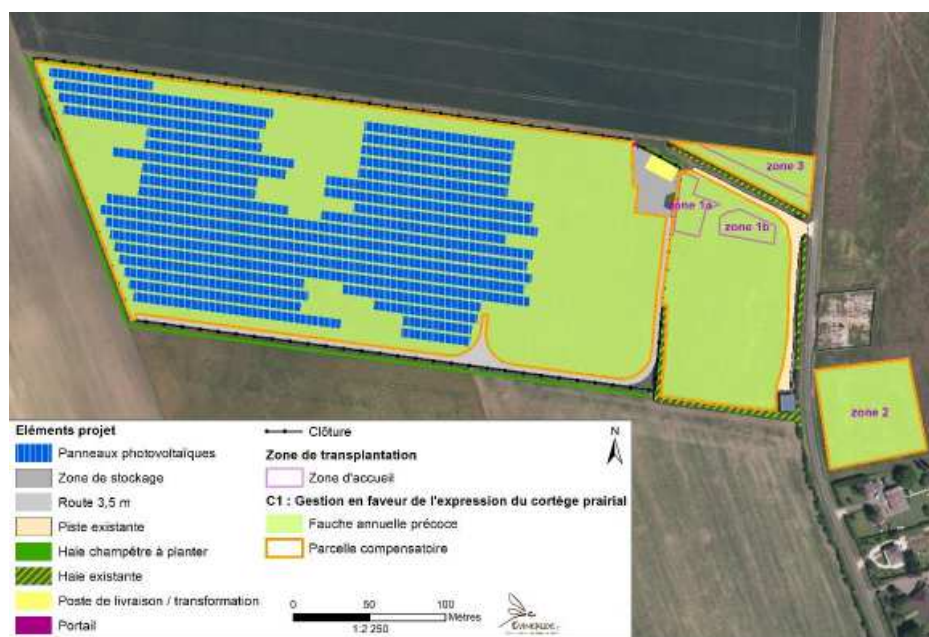 zone 3
zone 1a
zone 1b
zone 2
Eléments projet
Panneaux photovoltaïques
Zone de stockage
Route 3,5 m
Piste existante
Haie champêtre à planter
Haie existante
Poste de livraison / transformation
Portail
Clôture
Zone de transplantation
Zone d'accueil
C1 : Gestion en faveur de l'expression du cortège prairial
Fauche annuelle précoce
Parcelle compensatoire
N
0 50 100
Mètres
1:2 250